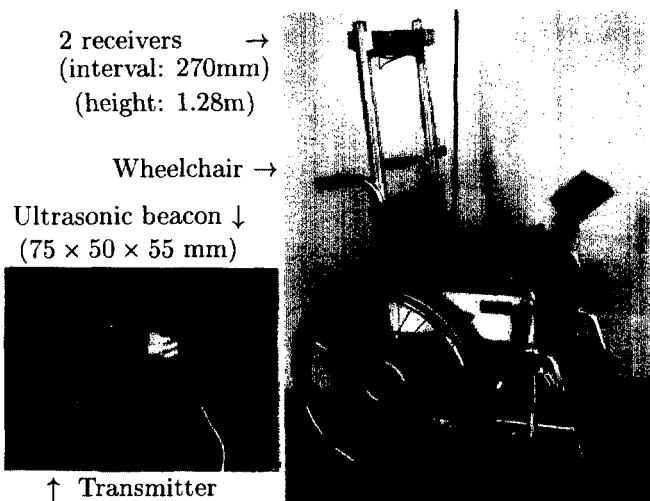 2 receivers →
(interval: 270mm)
(height: 1.28m)
Wheelchair →
Ultrasonic beacon ↓
(75 × 50 × 55 mm)
↑ Transmitter